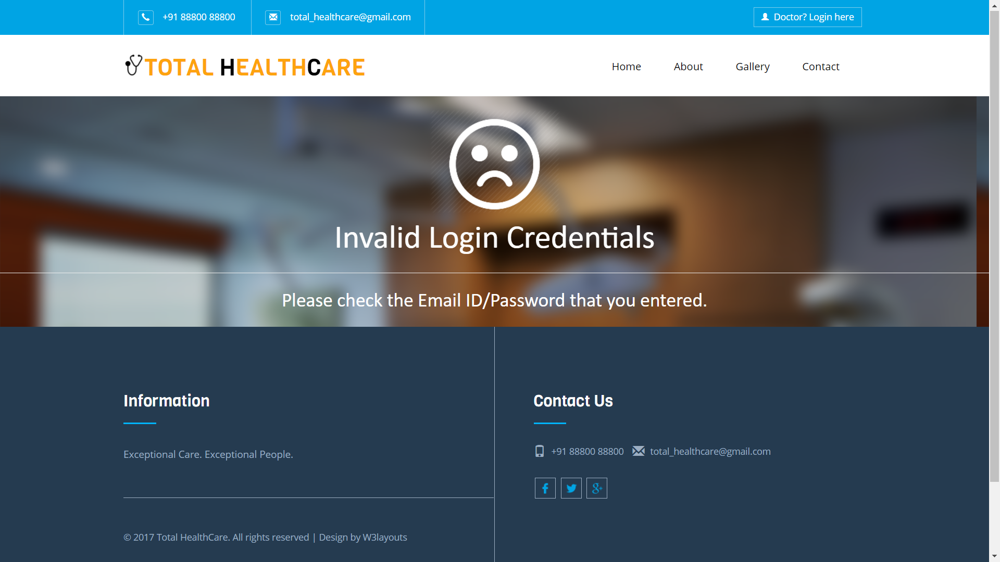 +91 88800 88800
total_healthcare@gmail.com
Doctor? Login here
TOTAL HEALTHCARE
Home
About
Gallery
Contact
Invalid Login Credentials
Please check the Email ID/Password that you entered.
Information
Exceptional Care. Exceptional People.
© 2017 Total HealthCare. All rights reserved | Design by W3layouts
Contact Us
+91 88800 88800
total_healthcare@gmail.com